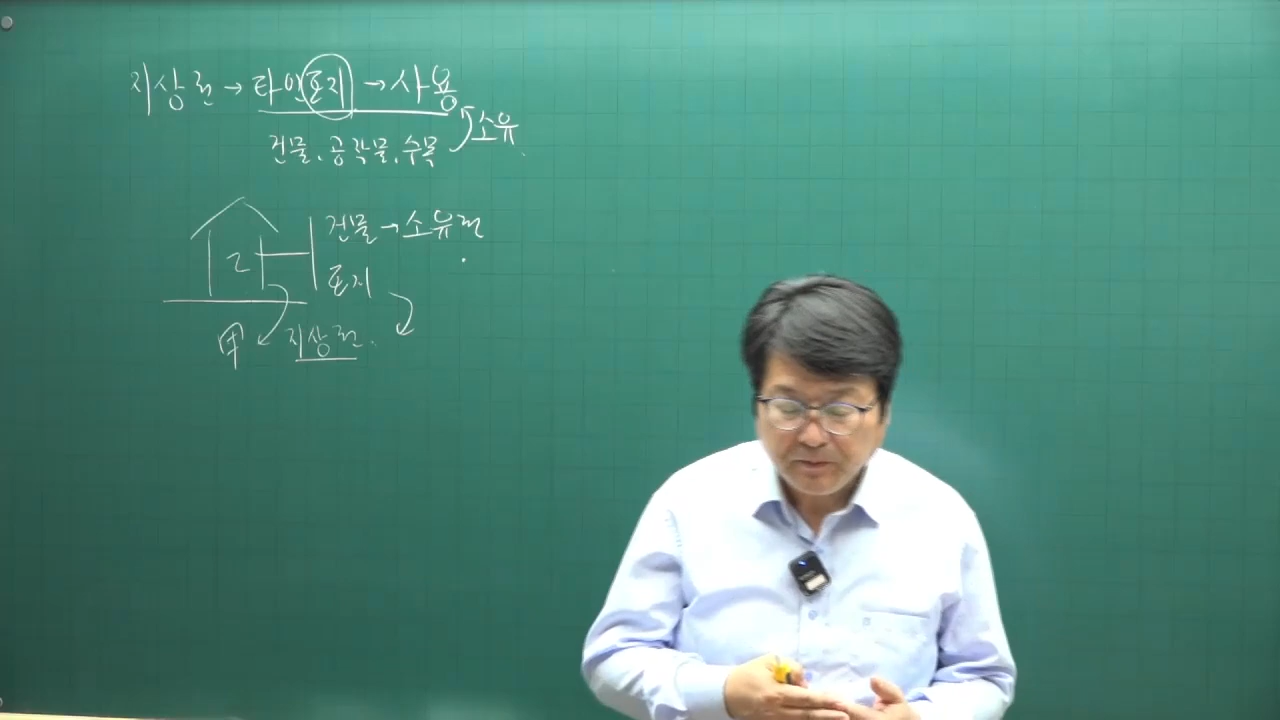 지상권 → 타인토지 → 사용
건물, 공작물, 수목 소유
건물 → 소유권
乙
토지
甲 지상권.